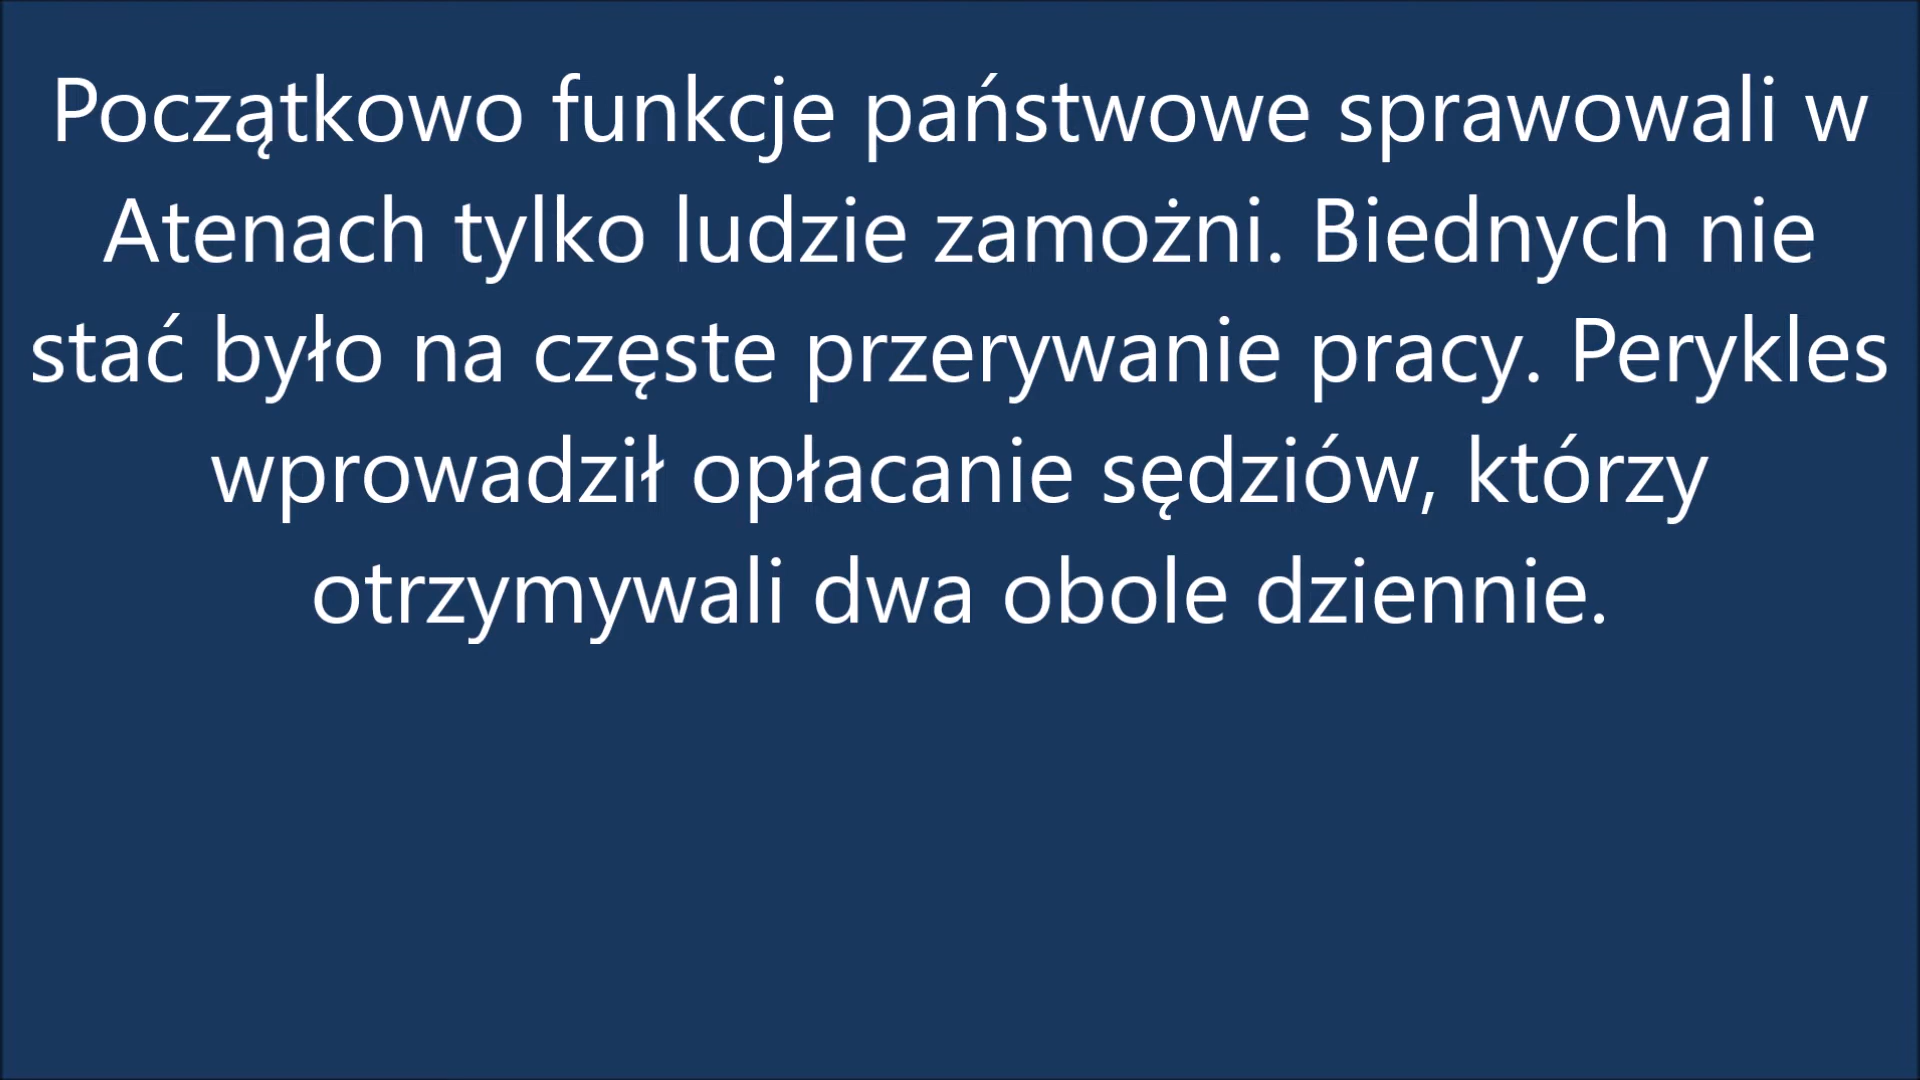 Początkowo funkcje państwowe sprawowali w
Atenach tylko ludzie zamożni. Biednych nie
stać było na częste przerywanie pracy. Perykles
wprowadził opłacanie sędziów, którzy
otrzymywali dwa obole dziennie.